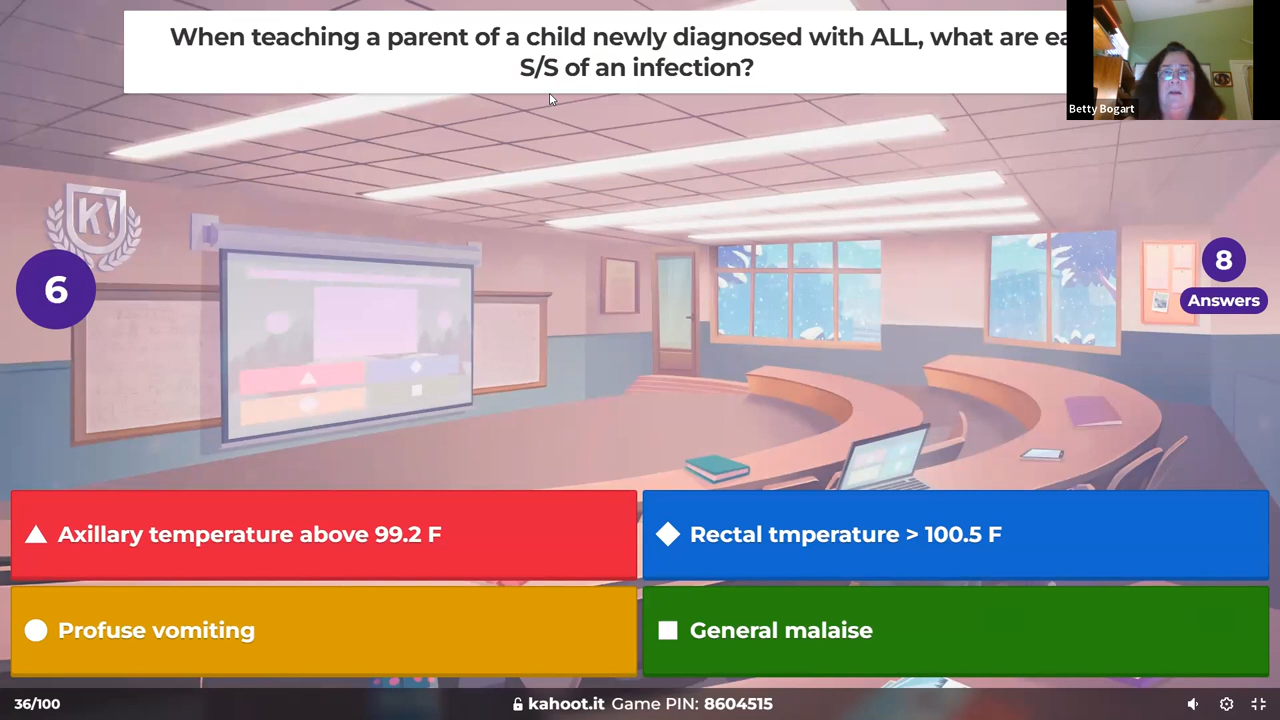 When teaching a parent of a child newly diagnosed with ALL, what are
S/S of an infection?
Betty Bogart
K!
6
8
Answers
Axillary temperature above 99.2 F
Rectal tmperature > 100.5 F
Profuse vomiting
General malaise
36/100
kahoot.it Game PIN: 8604515